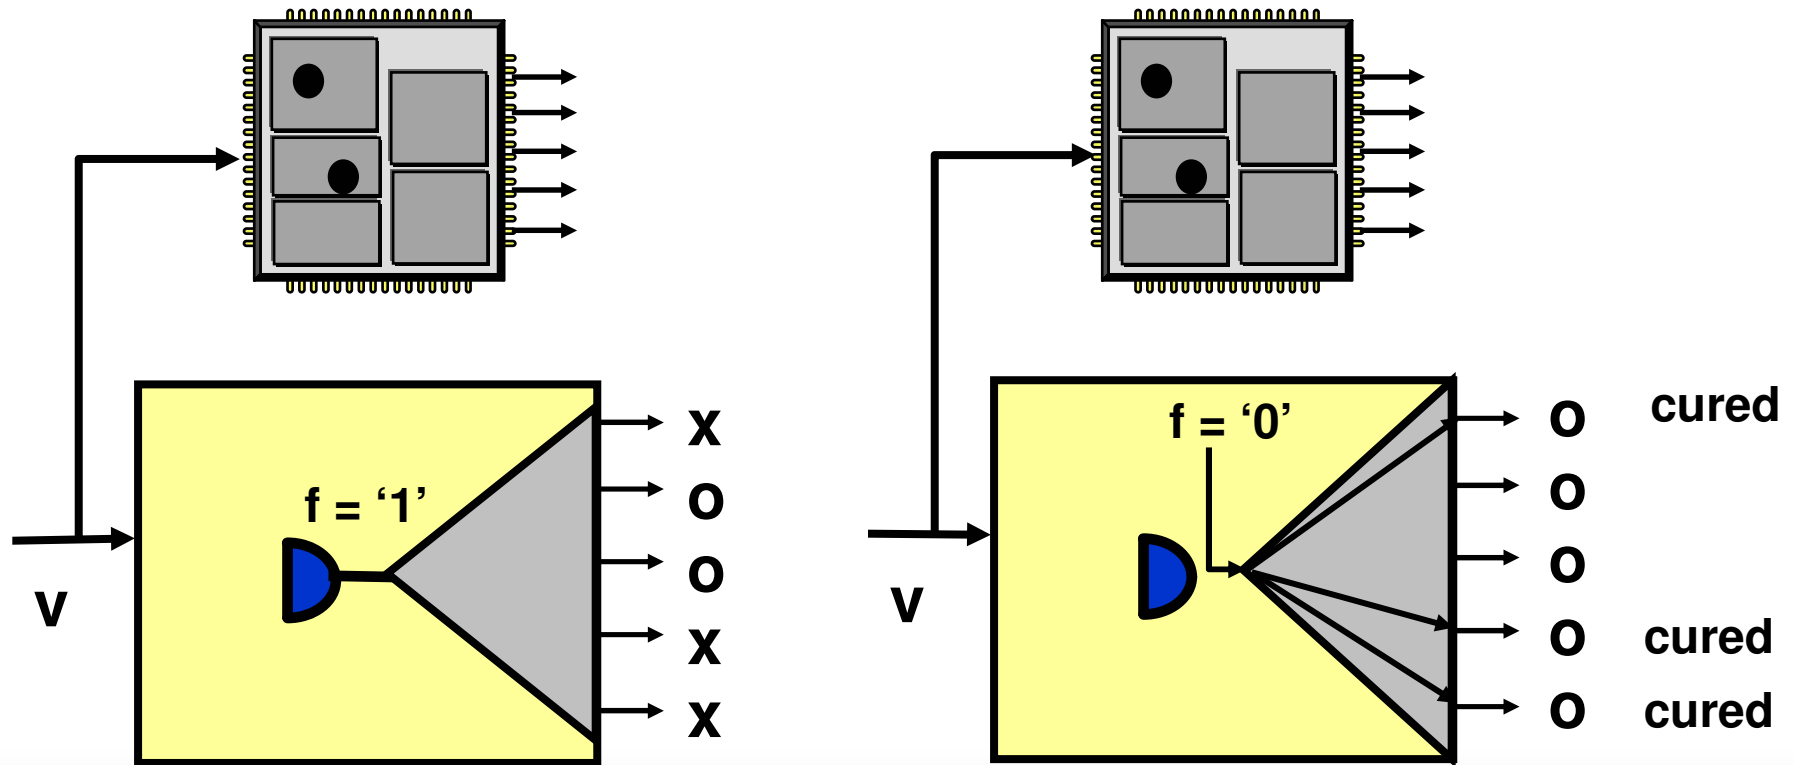 f = ‘1’
v
x
o
o
x
x
f = ‘0’
v
o cured
o
o
o cured
o cured